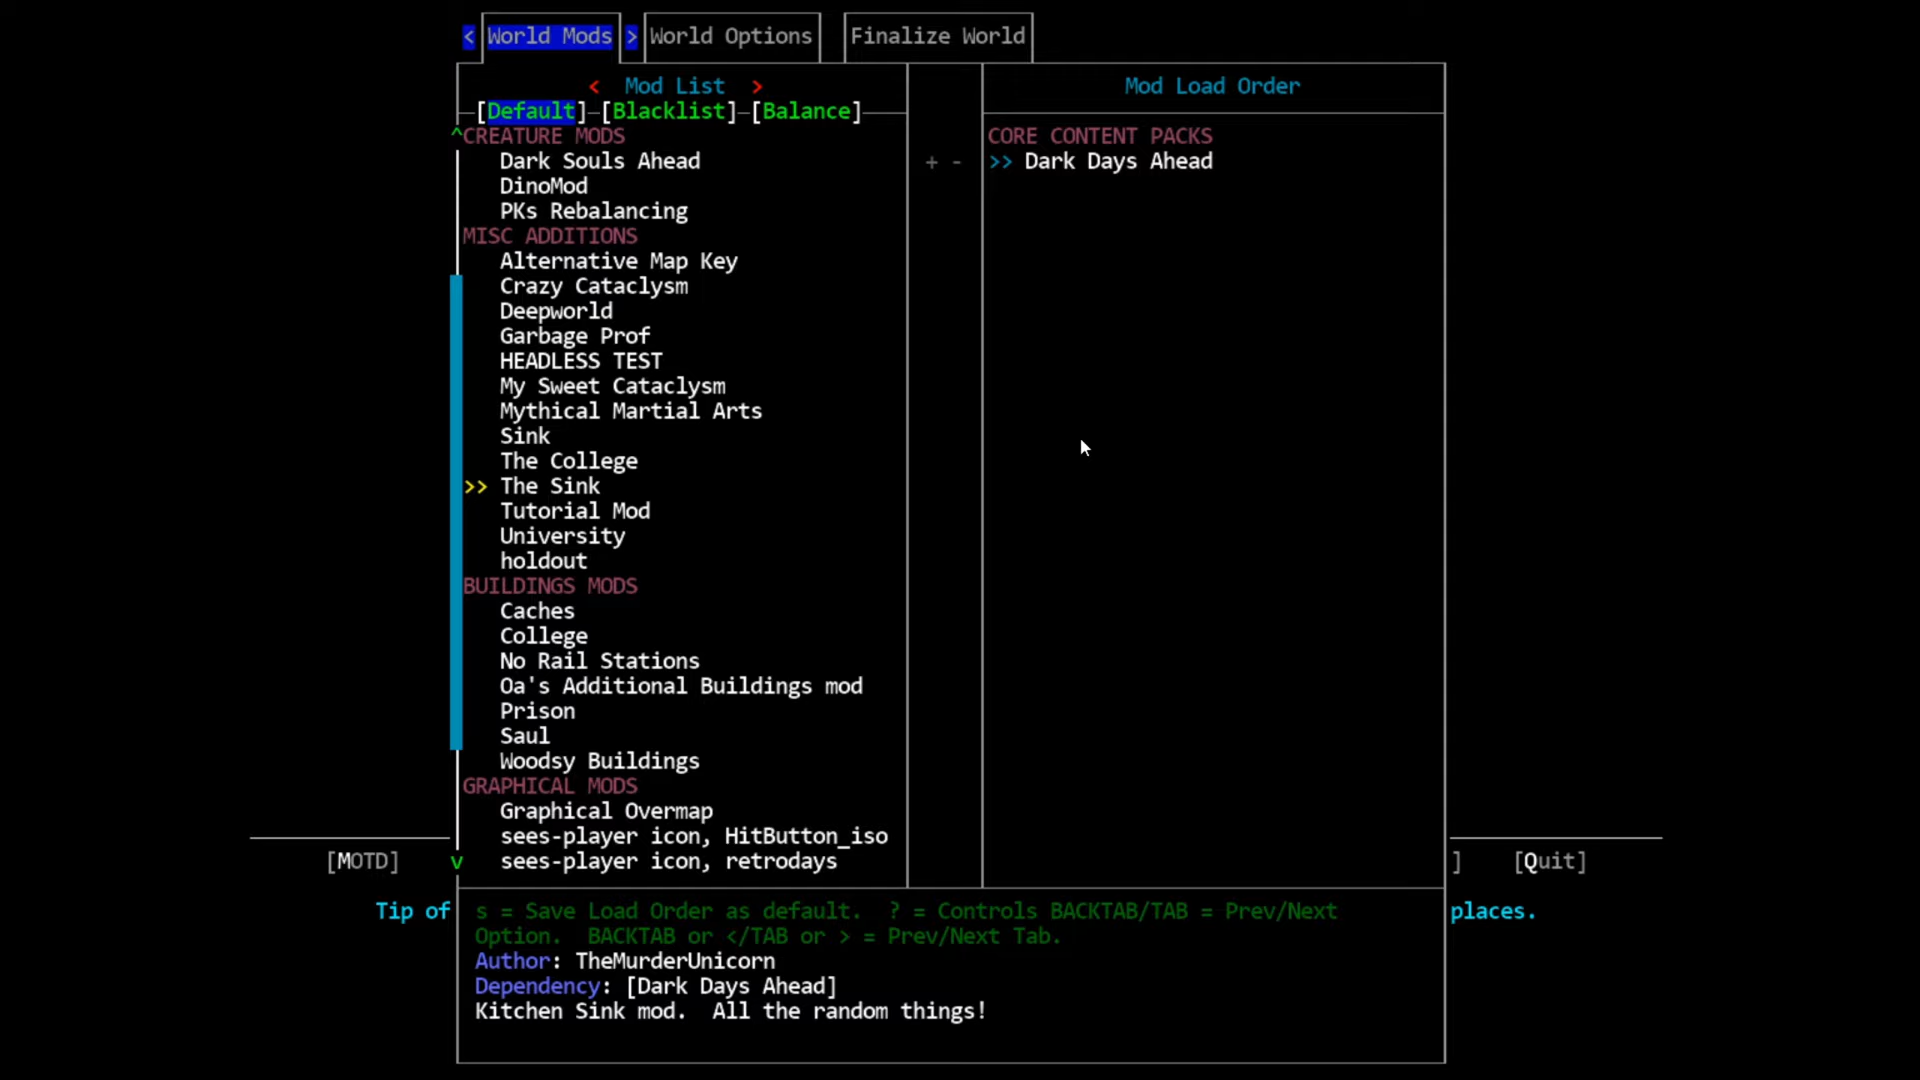 < World Mods > World Options Finalize World
< Mod List >
[Default]-[Blacklist]-[Balance]
^CREATURE MODS
Dark Souls Ahead
DinoMod
PKs Rebalancing
MISC ADDITIONS
Alternative Map Key
Crazy Cataclysm
Deepworld
Garbage Prof
HEADLESS TEST
My Sweet Cataclysm
Mythical Martial Arts
Sink
The College
>> The Sink
Tutorial Mod
University
holdout
BUILDINGS MODS
Caches
College
No Rail Stations
Oa's Additional Buildings mod
Prison
Saul
Woodsy Buildings
GRAPHICAL MODS
Graphical Overmap
sees-player icon, HitButton_iso
v sees-player icon, retrodays
+ -
Mod Load Order
CORE CONTENT PACKS
>> Dark Days Ahead
[MOTD]
] [Quit]
Tip of
places.
s = Save Load Order as default. ? = Controls BACKTAB/TAB = Prev/Next
Option. BACKTAB or </TAB or > = Prev/Next Tab.
Author: TheMurderUnicorn
Dependency: [Dark Days Ahead]
Kitchen Sink mod. All the random things!